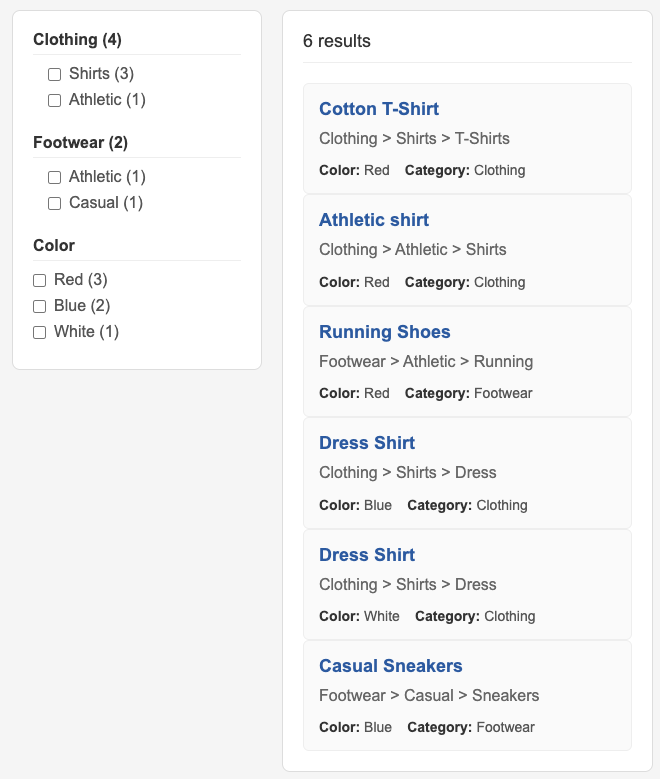 Clothing (4)
Shirts (3)
Athletic (1)
Footwear (2)
Athletic (1)
Casual (1)
Color
Red (3)
Blue (2)
White (1)
6 results
Cotton T-Shirt
Clothing > Shirts > T-Shirts
Color: Red Category: Clothing
Athletic shirt
Clothing > Athletic > Shirts
Color: Red Category: Clothing
Running Shoes
Footwear > Athletic > Running
Color: Red Category: Footwear
Dress Shirt
Clothing > Shirts > Dress
Color: Blue Category: Clothing
Dress Shirt
Clothing > Shirts > Dress
Color: White Category: Clothing
Casual Sneakers
Footwear > Casual > Sneakers
Color: Blue Category: Footwear